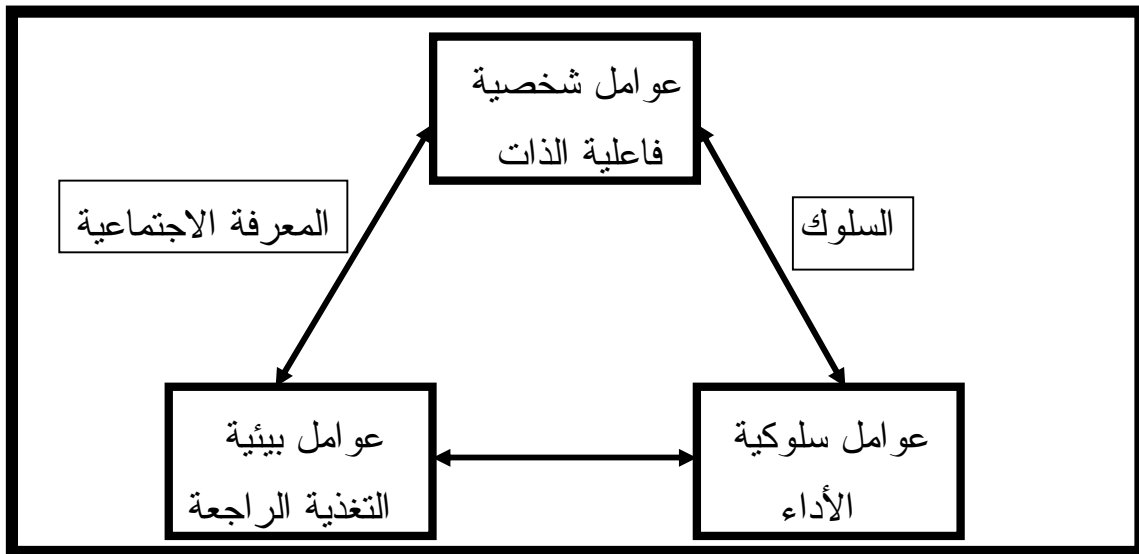 عوامل شخصية
فاعلية الذات
السلوك
المعرفة الاجتماعية
عوامل سلوكية
الأداء
عوامل بيئية
التغذية الراجعة